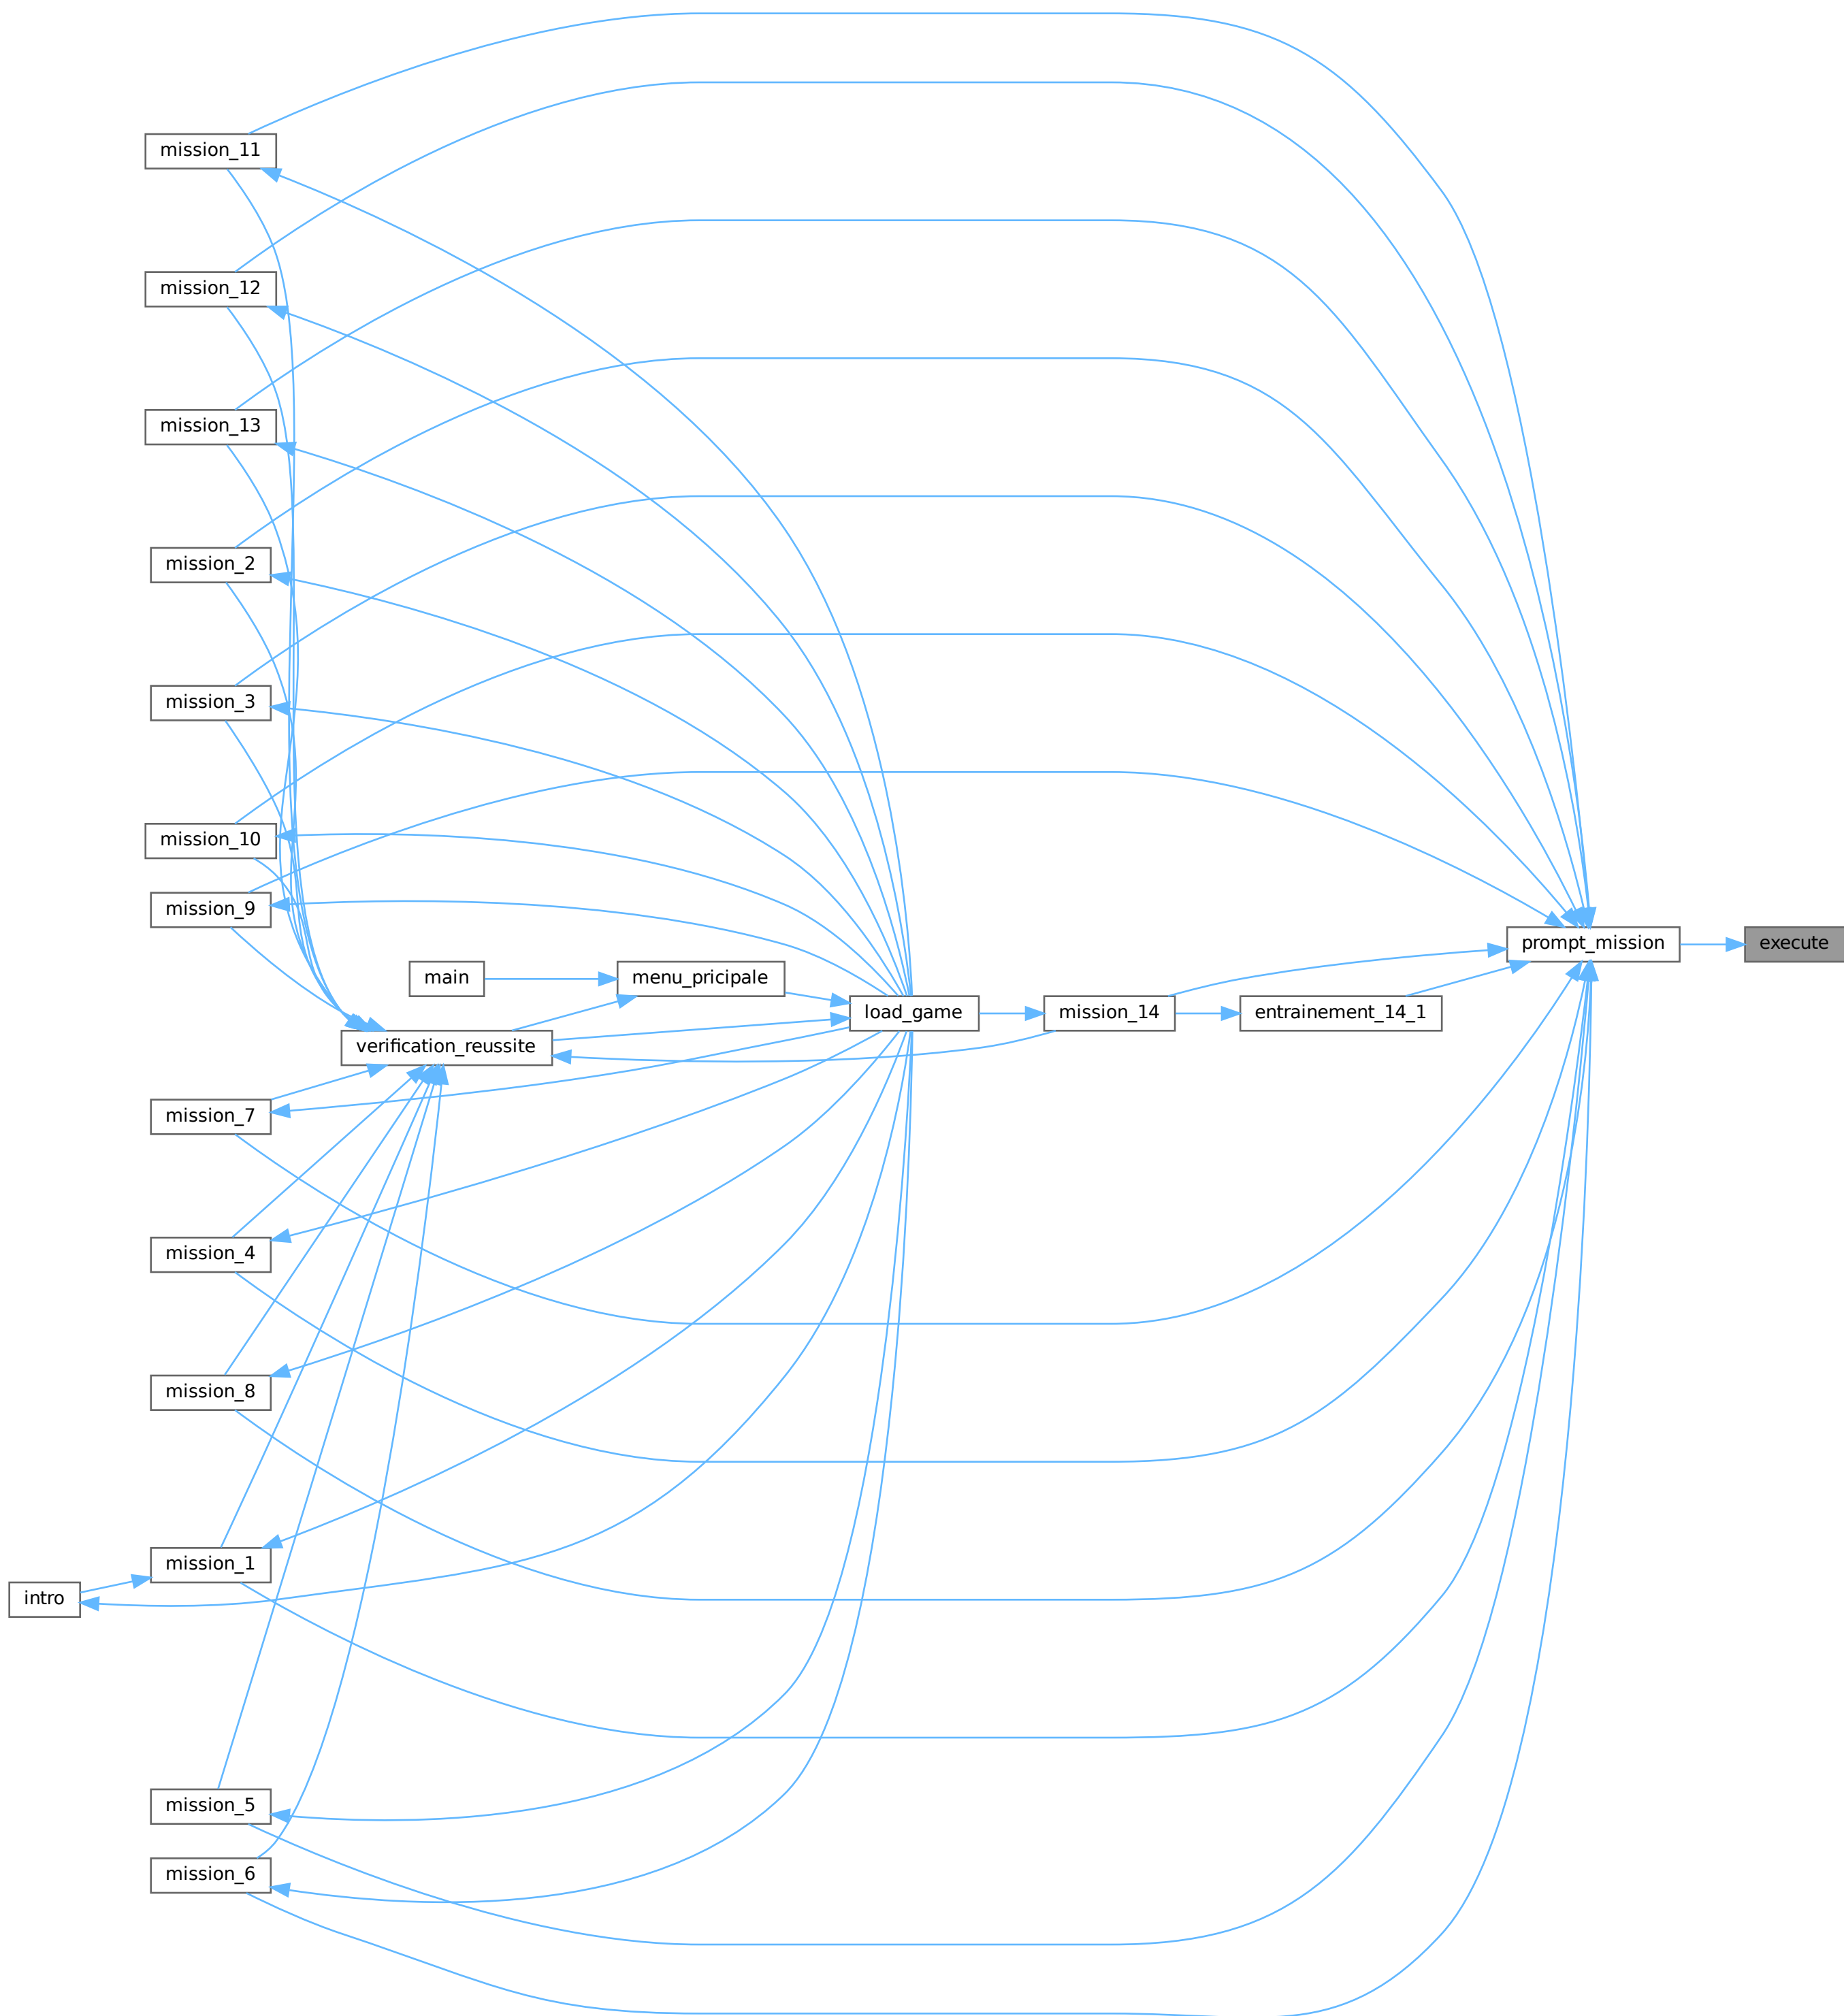 mission_11
mission_12
mission_13
mission_2
mission_3
mission_10
mission_9
prompt_mission
execute
main
menu_pricipale
load_game
mission_14
entrainement_14_1
verification_reussite
mission_7
mission_4
mission_8
mission_1
intro
mission_5
mission_6